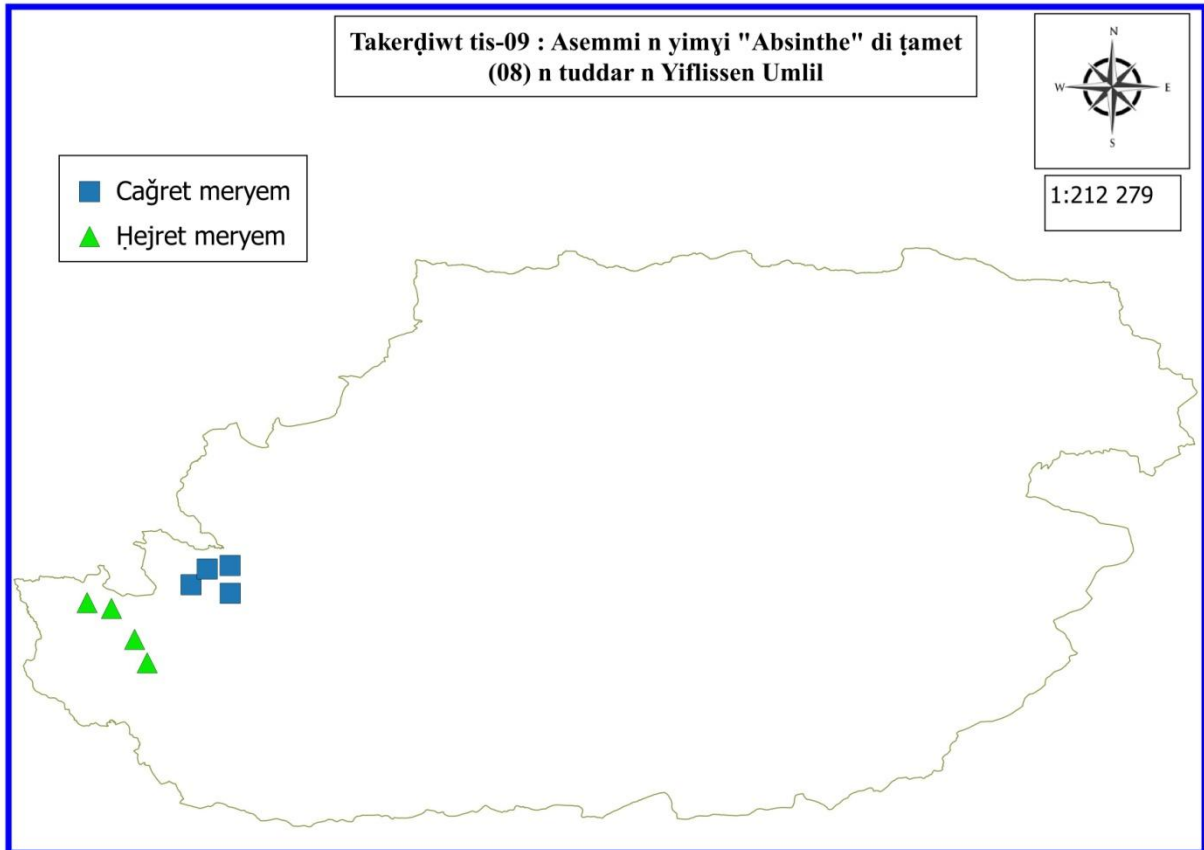 Takerḍiwt tis-09 : Asemmi n yimɣi "Absinthe" di ṭamet
(08) n tuddar n Yiflissen Umlil
N
W
E
S
1:212 279
Caǧret meryem
Ḥejret meryem